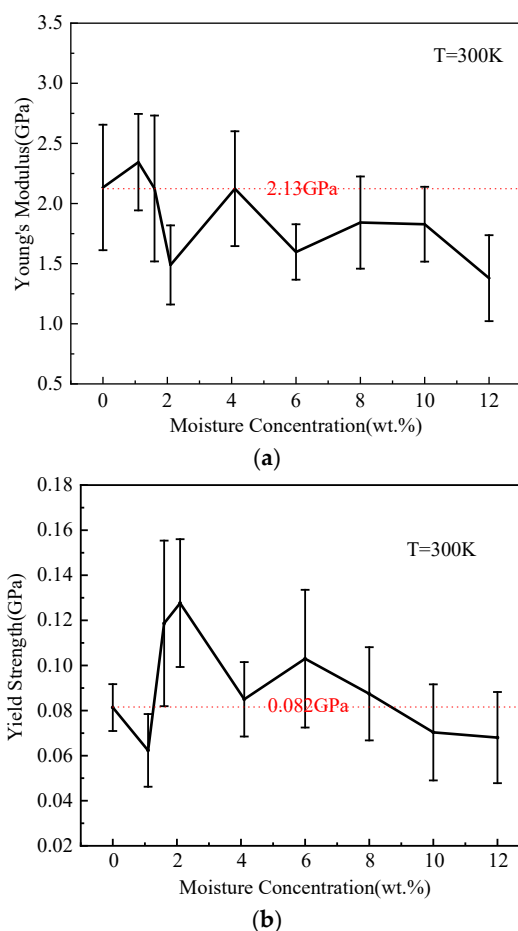 3.5
T=300K
3.0
2.5
2.13GPa
2.0
1.5
1.0
0.5
Young's Modulus(GPa)
0 2 4 6 8 10 12
Moisture Concentration(wt.%)
(a)
0.18
T=300K
0.16
0.14
0.12
0.10
0.082GPa
0.08
0.06
0.04
0.02
Yield Strength(GPa)
0 2 4 6 8 10 12
Moisture Concentration(wt.%)
(b)